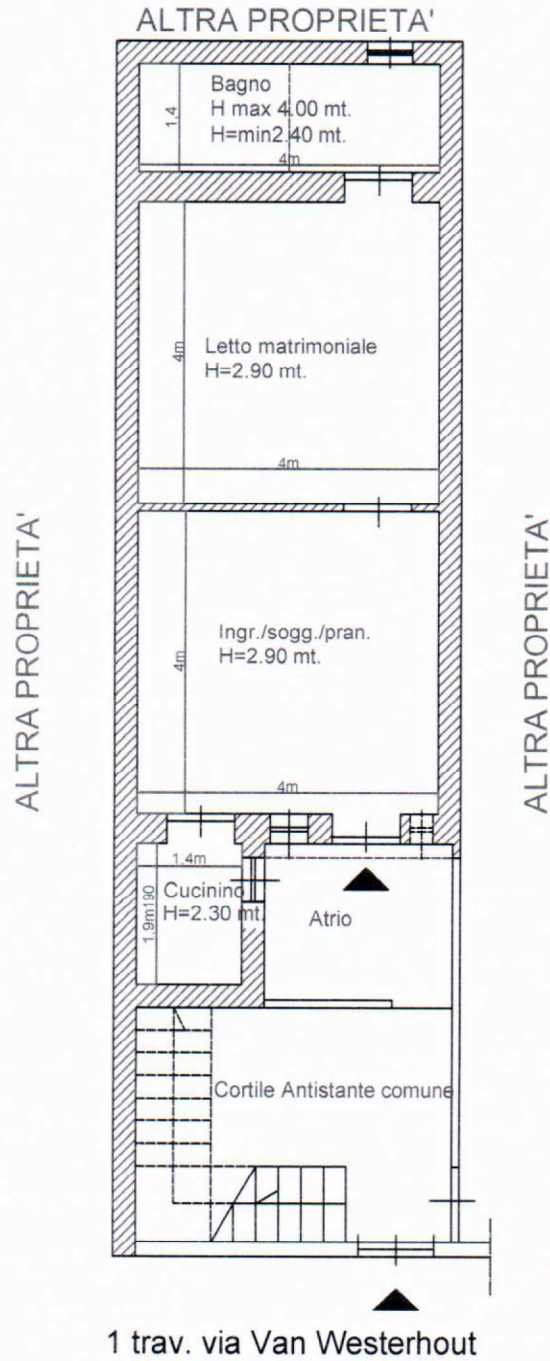 ALTRA PROPRIETA'
Bagno
H max 4.00 mt.
H=min2.40 mt.
1,4
4m
Letto matrimoniale
H=2.90 mt.
4m
4m
ALTRA PROPRIETA'
ALTRA PROPRIETA'
Ingr./sogg./pran.
H=2.90 mt.
4m
4m
1,4m
Cucinino
H=2.30 mt.
1,9m190
Atrio
Cortile Antistante comune
1 trav. via Van Westerhout